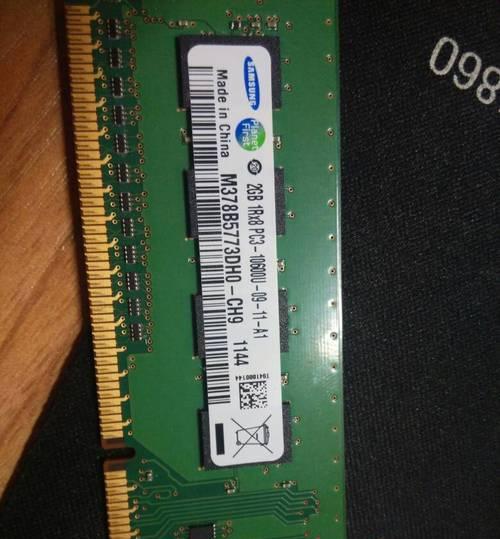 SAMSUNG
Planet
First
Made in China
2GB 1Rx8 PC3-10600U-09-11-A1
M378B5773DH0-CH9 1144
098